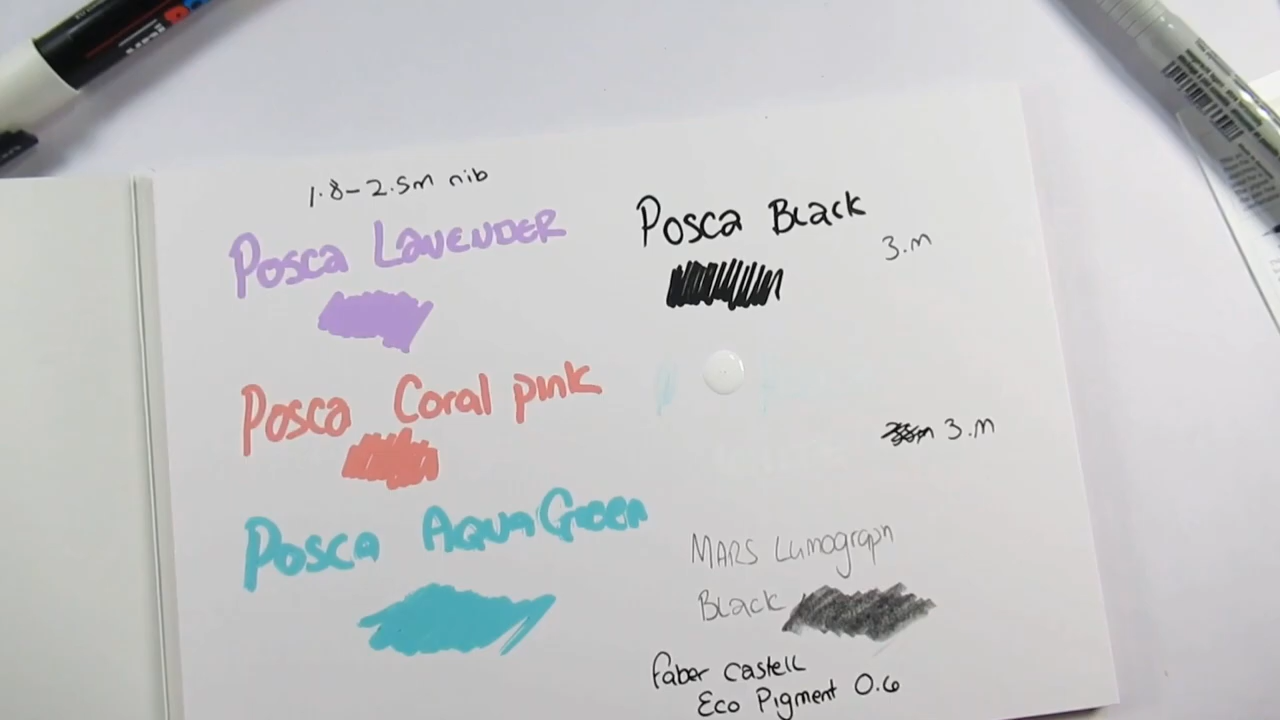 uni
1.8-2.5m nib
Posca LAVENDER
Posca Black
3.m
Posca Coral pink
3.m
Posca AquaGreen
MARS Lumograph
Black
faber castell
Eco Pigment 0.6